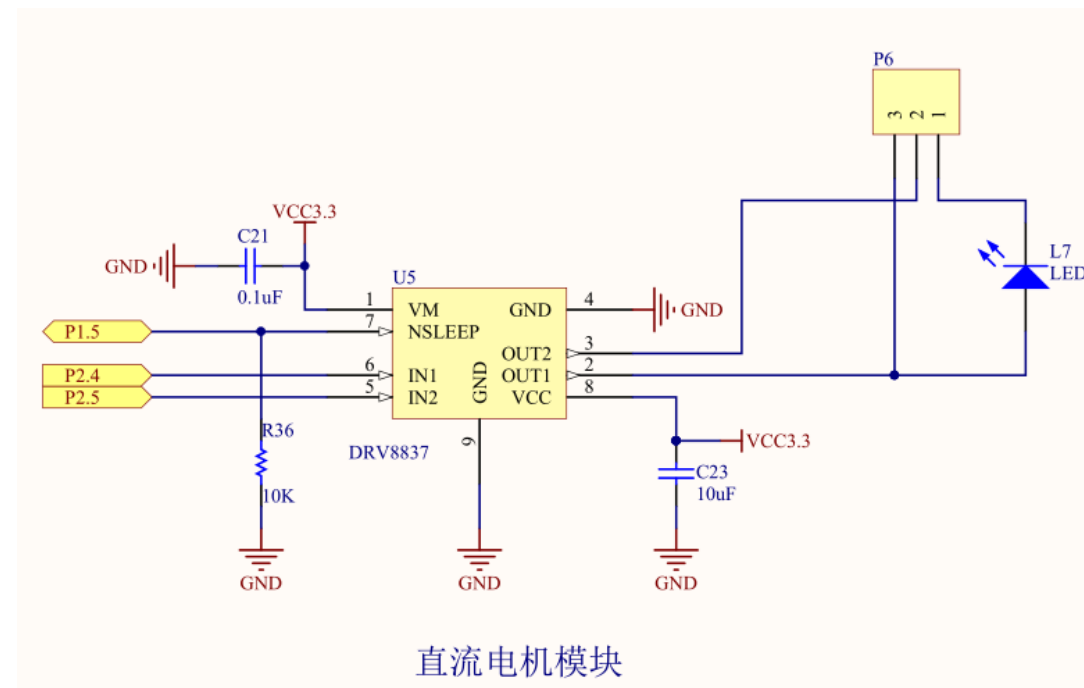 P6
3 2 1
VCC3.3
C21
GND
0.1uF
L7
LED
U5
1 VM
GND 4
GND
P1.5
7 NSLEEP
OUT2 3
P2.4
6 IN1
OUT1 2
P2.5
5 IN2
GND
VCC 8
9
VCC3.3
R36
DRV8837
C23
10uF
10K
GND
GND
GND
直流电机模块